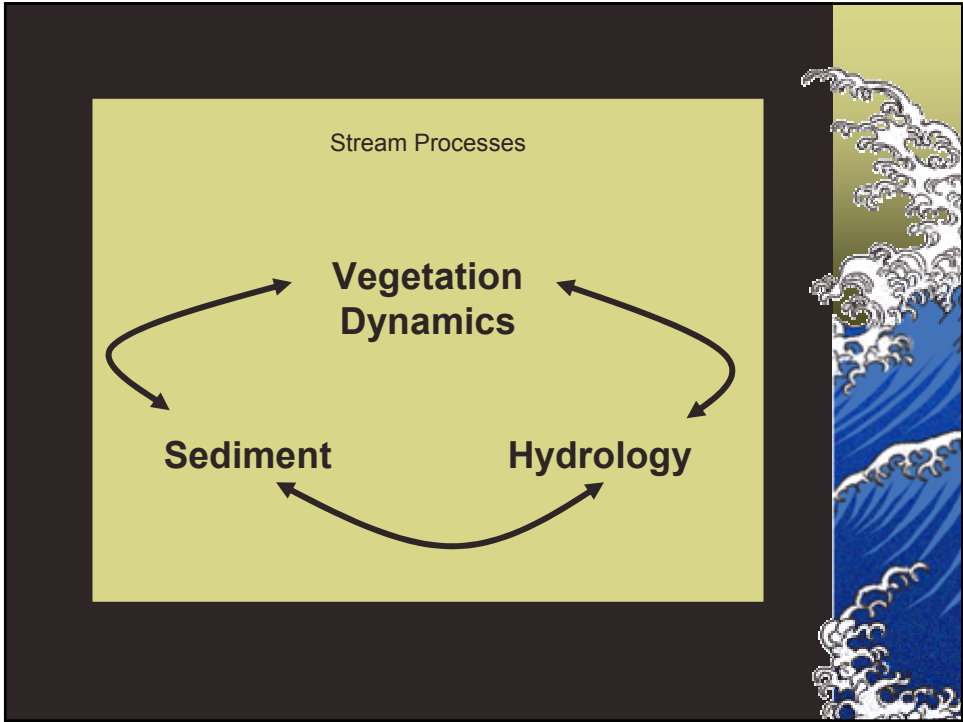 Stream Processes
Vegetation
Dynamics
Sediment
Hydrology